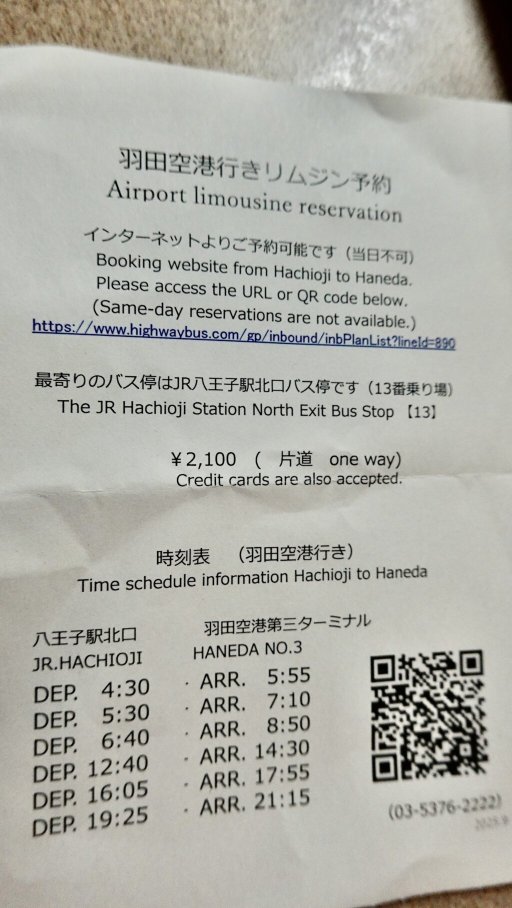 羽田空港行きリムジン予約
Airport limousine reservation
インターネットよりご予約可能です（当日不可）
Booking website from Hachioji to Haneda.
Please access the URL or QR code below.
(Same-day reservations are not available.)
https://www.highwaybus.com/gp/inbound/inbPlanList?lineId=890
最寄りのバス停はJR八王子駅北口バス停です（13番乗り場）
The JR Hachioji Station North Exit Bus Stop 【13】
￥2,100 （ 片道 one way)
Credit cards are also accepted.
時刻表 （羽田空港行き）
Time schedule information Hachioji to Haneda
八王子駅北口 羽田空港第三ターミナル
JR.HACHIOJI HANEDA NO.3
DEP. 4:30 · ARR. 5:55
DEP. 5:30 · ARR. 7:10
DEP. 6:40 · ARR. 8:50
DEP. 12:40 · ARR. 14:30
DEP. 16:05 · ARR. 17:55
DEP. 19:25 · ARR. 21:15
(03-5376-2222)
2025.9